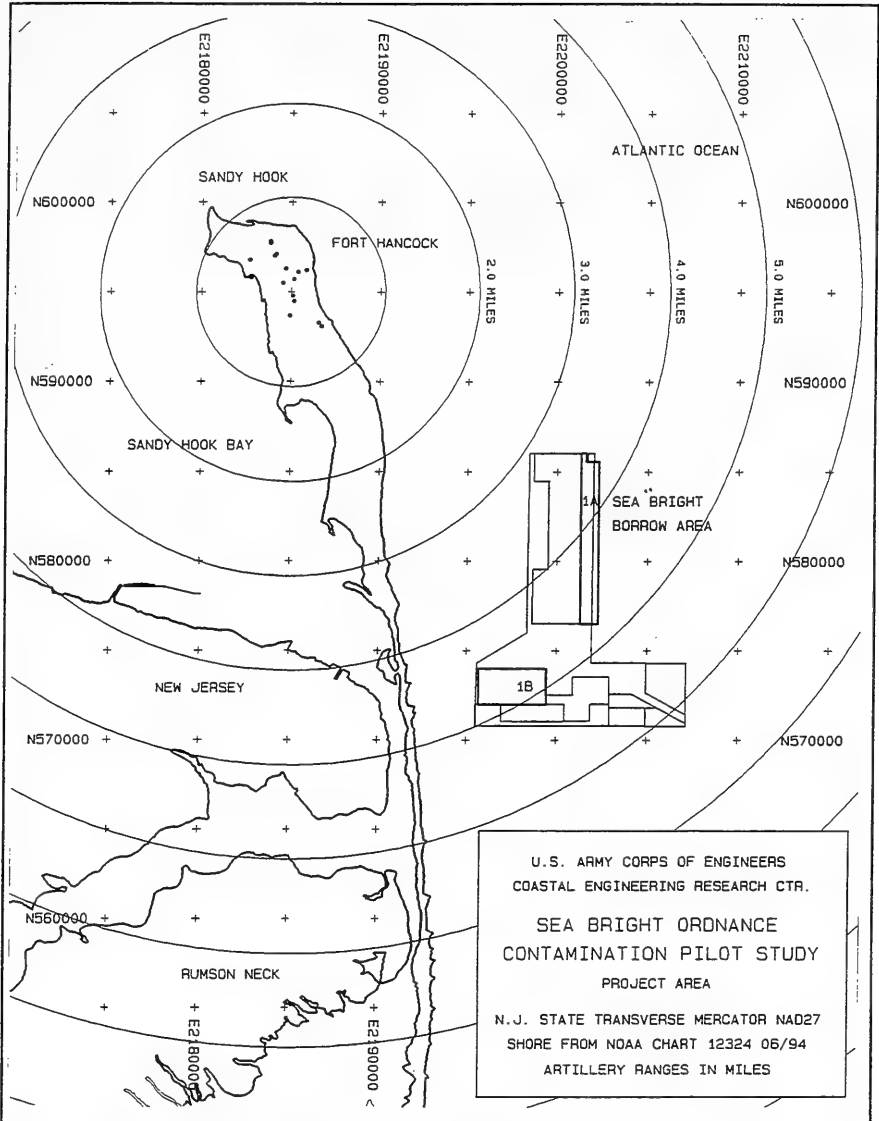 E2180000
E2190000
E2200000
E2210000
ATLANTIC OCEAN
SANDY HOOK
N600000
N600000
FORT HANCOCK
2.0 MILES
3.0 MILES
4.0 MILES
5.0 MILES
N590000
N590000
SANDY HOOK BAY
1A
SEA BRIGHT
BORROW AREA
N580000
N580000
NEW JERSEY
1B
N570000
N570000
U.S. ARMY CORPS OF ENGINEERS
COASTAL ENGINEERING RESEARCH CTR.
SEA BRIGHT ORDNANCE
CONTAMINATION PILOT STUDY
PROJECT AREA
N.J. STATE TRANSVERSE MERCATOR NAD27
SHORE FROM NOAA CHART 12324 06/94
ARTILLERY RANGES IN MILES
N560000
RUMSON NECK
E2180000
E2190000